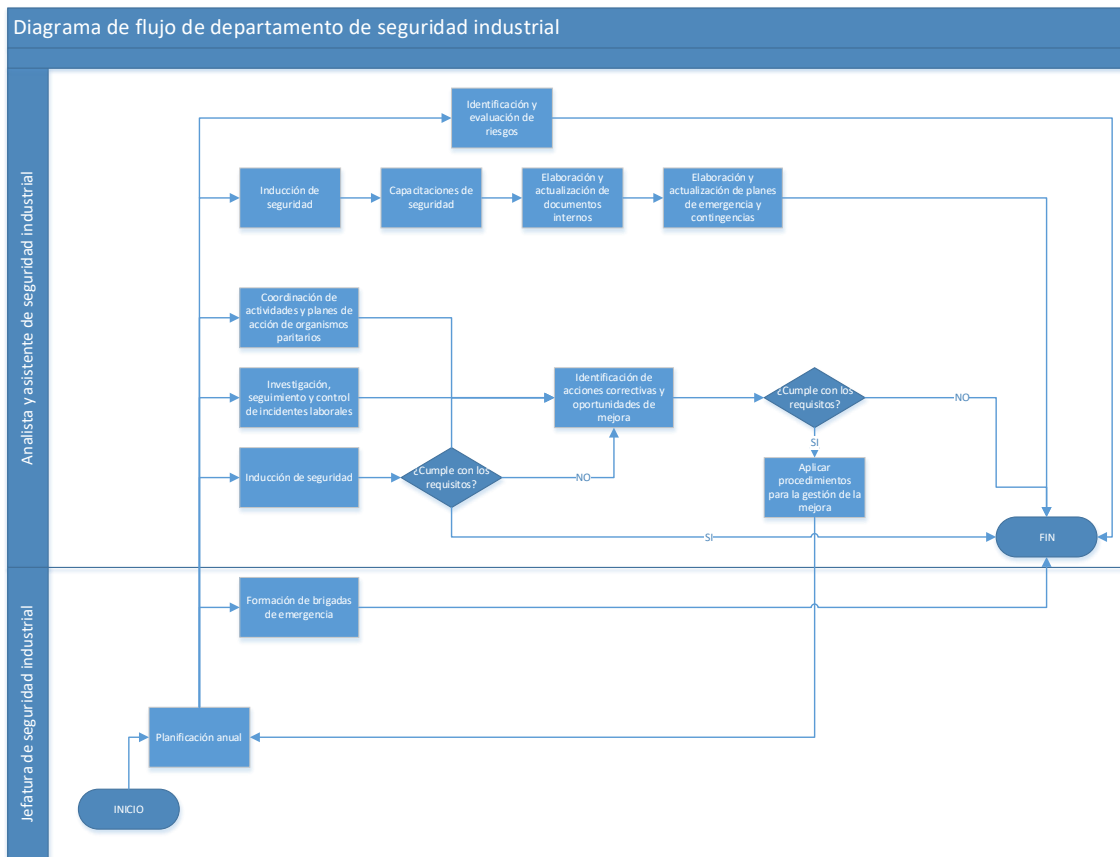 Diagrama de flujo de departamento de seguridad industrial
Analista y asistente de seguridad industrial
Identificación y
evaluación de
riesgos
Inducción de
seguridad
Capacitaciones de
seguridad
Elaboración y
actualización de
documentos
internos
Elaboración y
actualización de planes
de emergencia y
contingencias
Coordinación de
actividades y planes de
acción de organismos
paritarios
Investigación,
seguimiento y control
de incidentes laborales
Identificación de
acciones correctivas y
oportunidades de
mejora
¿Cumple con los
requisitos?
NO
SI
Inducción de seguridad
¿Cumple con los
requisitos?
NO
Aplicar
procedimientos
para la gestión de la
mejora
SI
FIN
Jefatura de seguridad industrial
Formación de brigadas
de emergencia
Planificación anual
INICIO